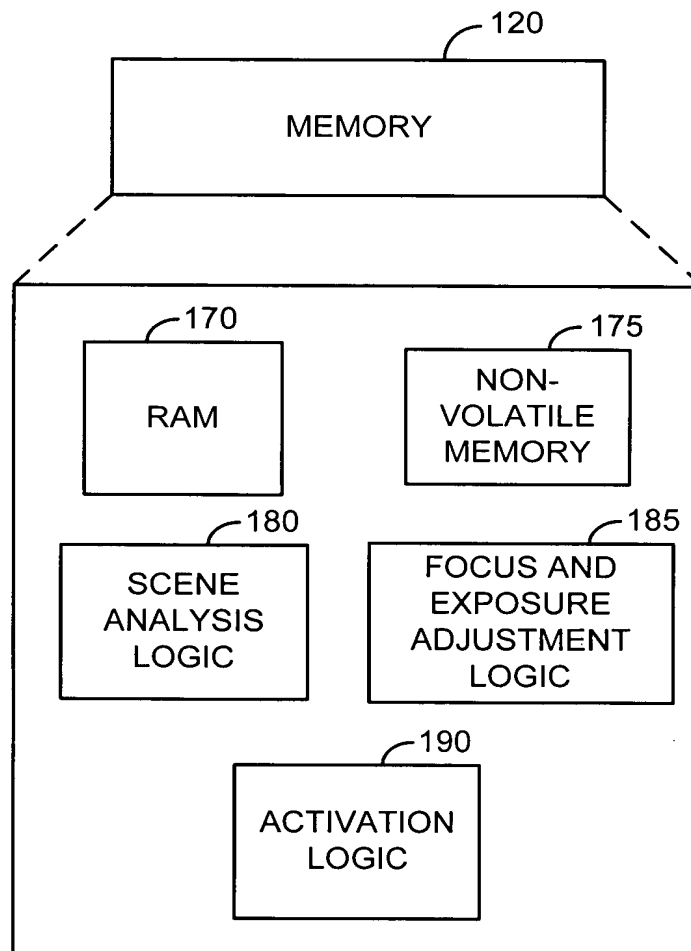 120
MEMORY
170
RAM
175
NON-
VOLATILE
MEMORY
180
SCENE
ANALYSIS
LOGIC
185
FOCUS AND
EXPOSURE
ADJUSTMENT
LOGIC
190
ACTIVATION
LOGIC